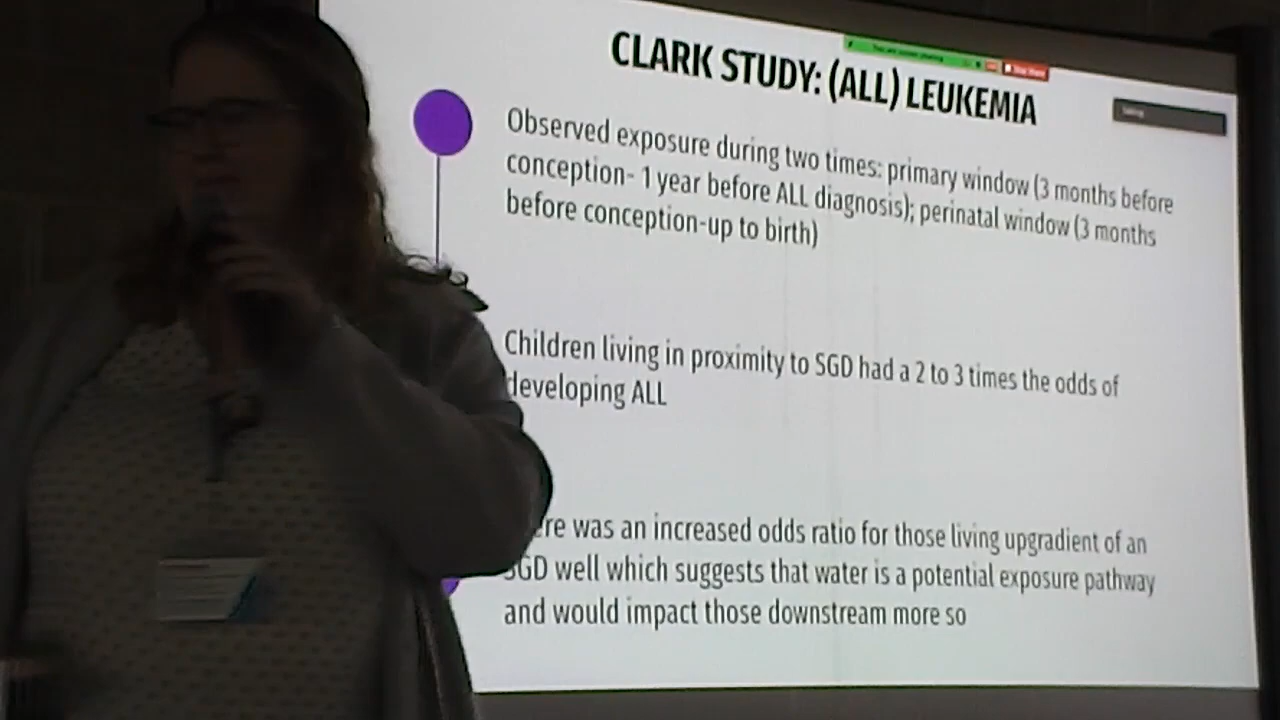 CLARK STUDY: (ALL) LEUKEMIA
Observed exposure during two times: primary window (3 months before
conception- 1 year before ALL diagnosis); perinatal window (3 months
before conception-up to birth)
Children living in proximity to SGD had a 2 to 3 times the odds of
developing ALL
was an increased odds ratio for those living upgradient of an
SGD well which suggests that water is a potential exposure pathway
and would impact those downstream more so